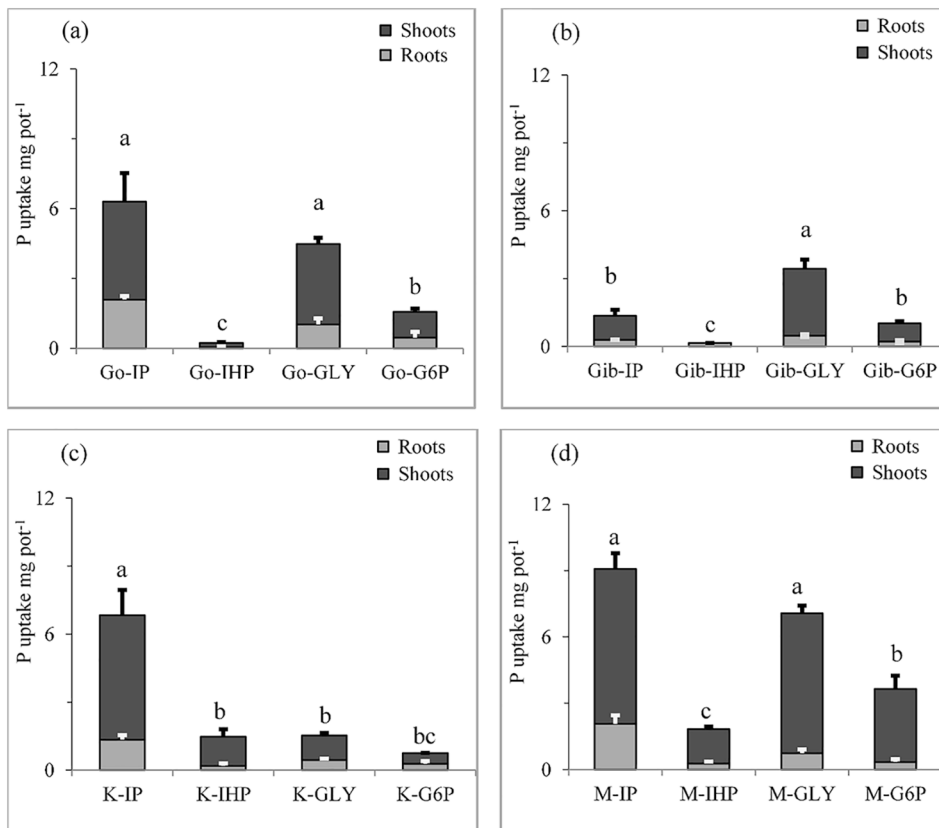 (a)
Shoots
Roots
P uptake mg pot⁻¹
12
6
0
a
c
a
b
Go-IP Go-IHP Go-GLY Go-G6P
(b)
Roots
Shoots
P uptake mg pot⁻¹
12
6
0
b
c
a
b
Gib-IP Gib-IHP Gib-GLY Gib-G6P
(c)
Roots
Shoots
P uptake mg pot⁻¹
12
6
0
a
b
b
bc
K-IP K-IHP K-GLY K-G6P
(d)
Roots
Shoots
P uptake mg pot⁻¹
12
6
0
a
c
a
b
M-IP M-IHP M-GLY M-G6P